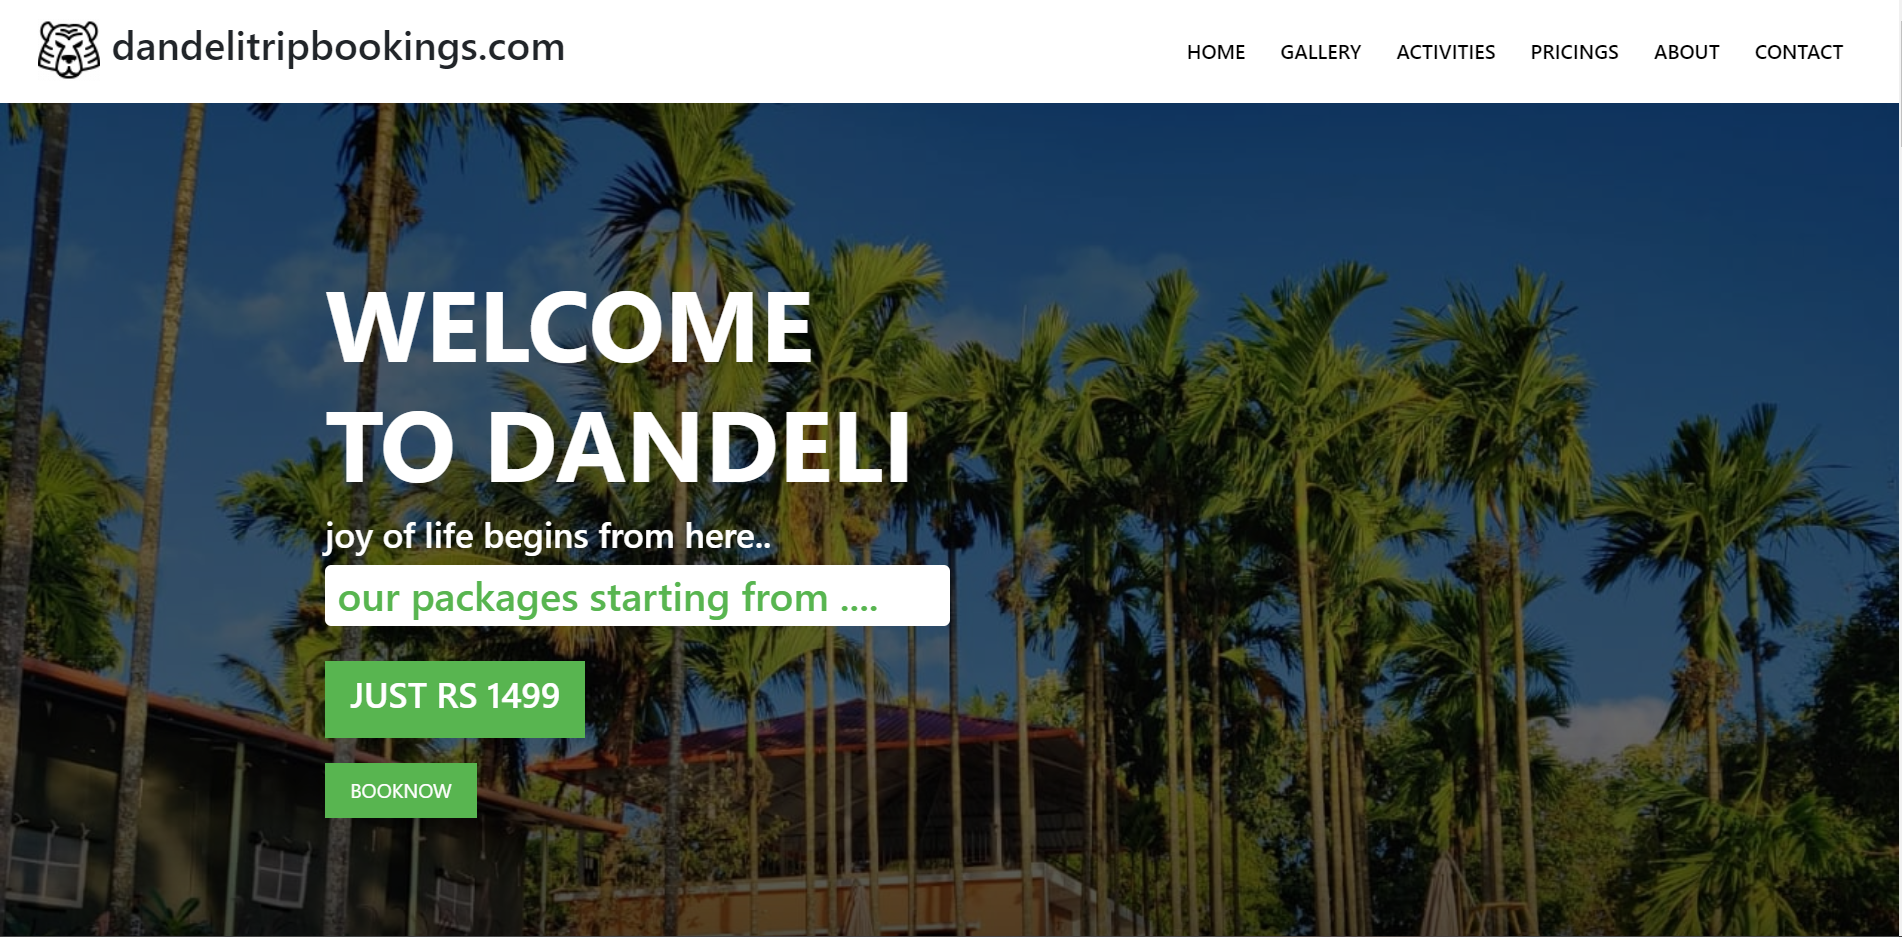 dandelitripbookings.com
HOME GALLERY ACTIVITIES PRICINGS ABOUT CONTACT
WELCOME
TO DANDELI
joy of life begins from here..
our packages starting from ....
JUST RS 1499
BOOKNOW